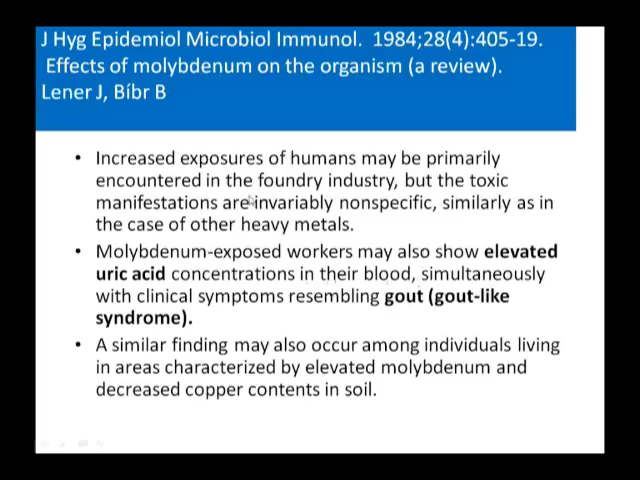 J Hyg Epidemiol Microbiol Immunol.  1984;28(4):405-19.
Effects of molybdenum on the organism (a review).
Lener J, Bíbr B
• Increased exposures of humans may be primarily
encountered in the foundry industry, but the toxic
manifestations are invariably nonspecific, similarly as in
the case of other heavy metals.
• Molybdenum-exposed workers may also show elevated
uric acid concentrations in their blood, simultaneously
with clinical symptoms resembling gout (gout-like
syndrome).
• A similar finding may also occur among individuals living
in areas characterized by elevated molybdenum and
decreased copper contents in soil.